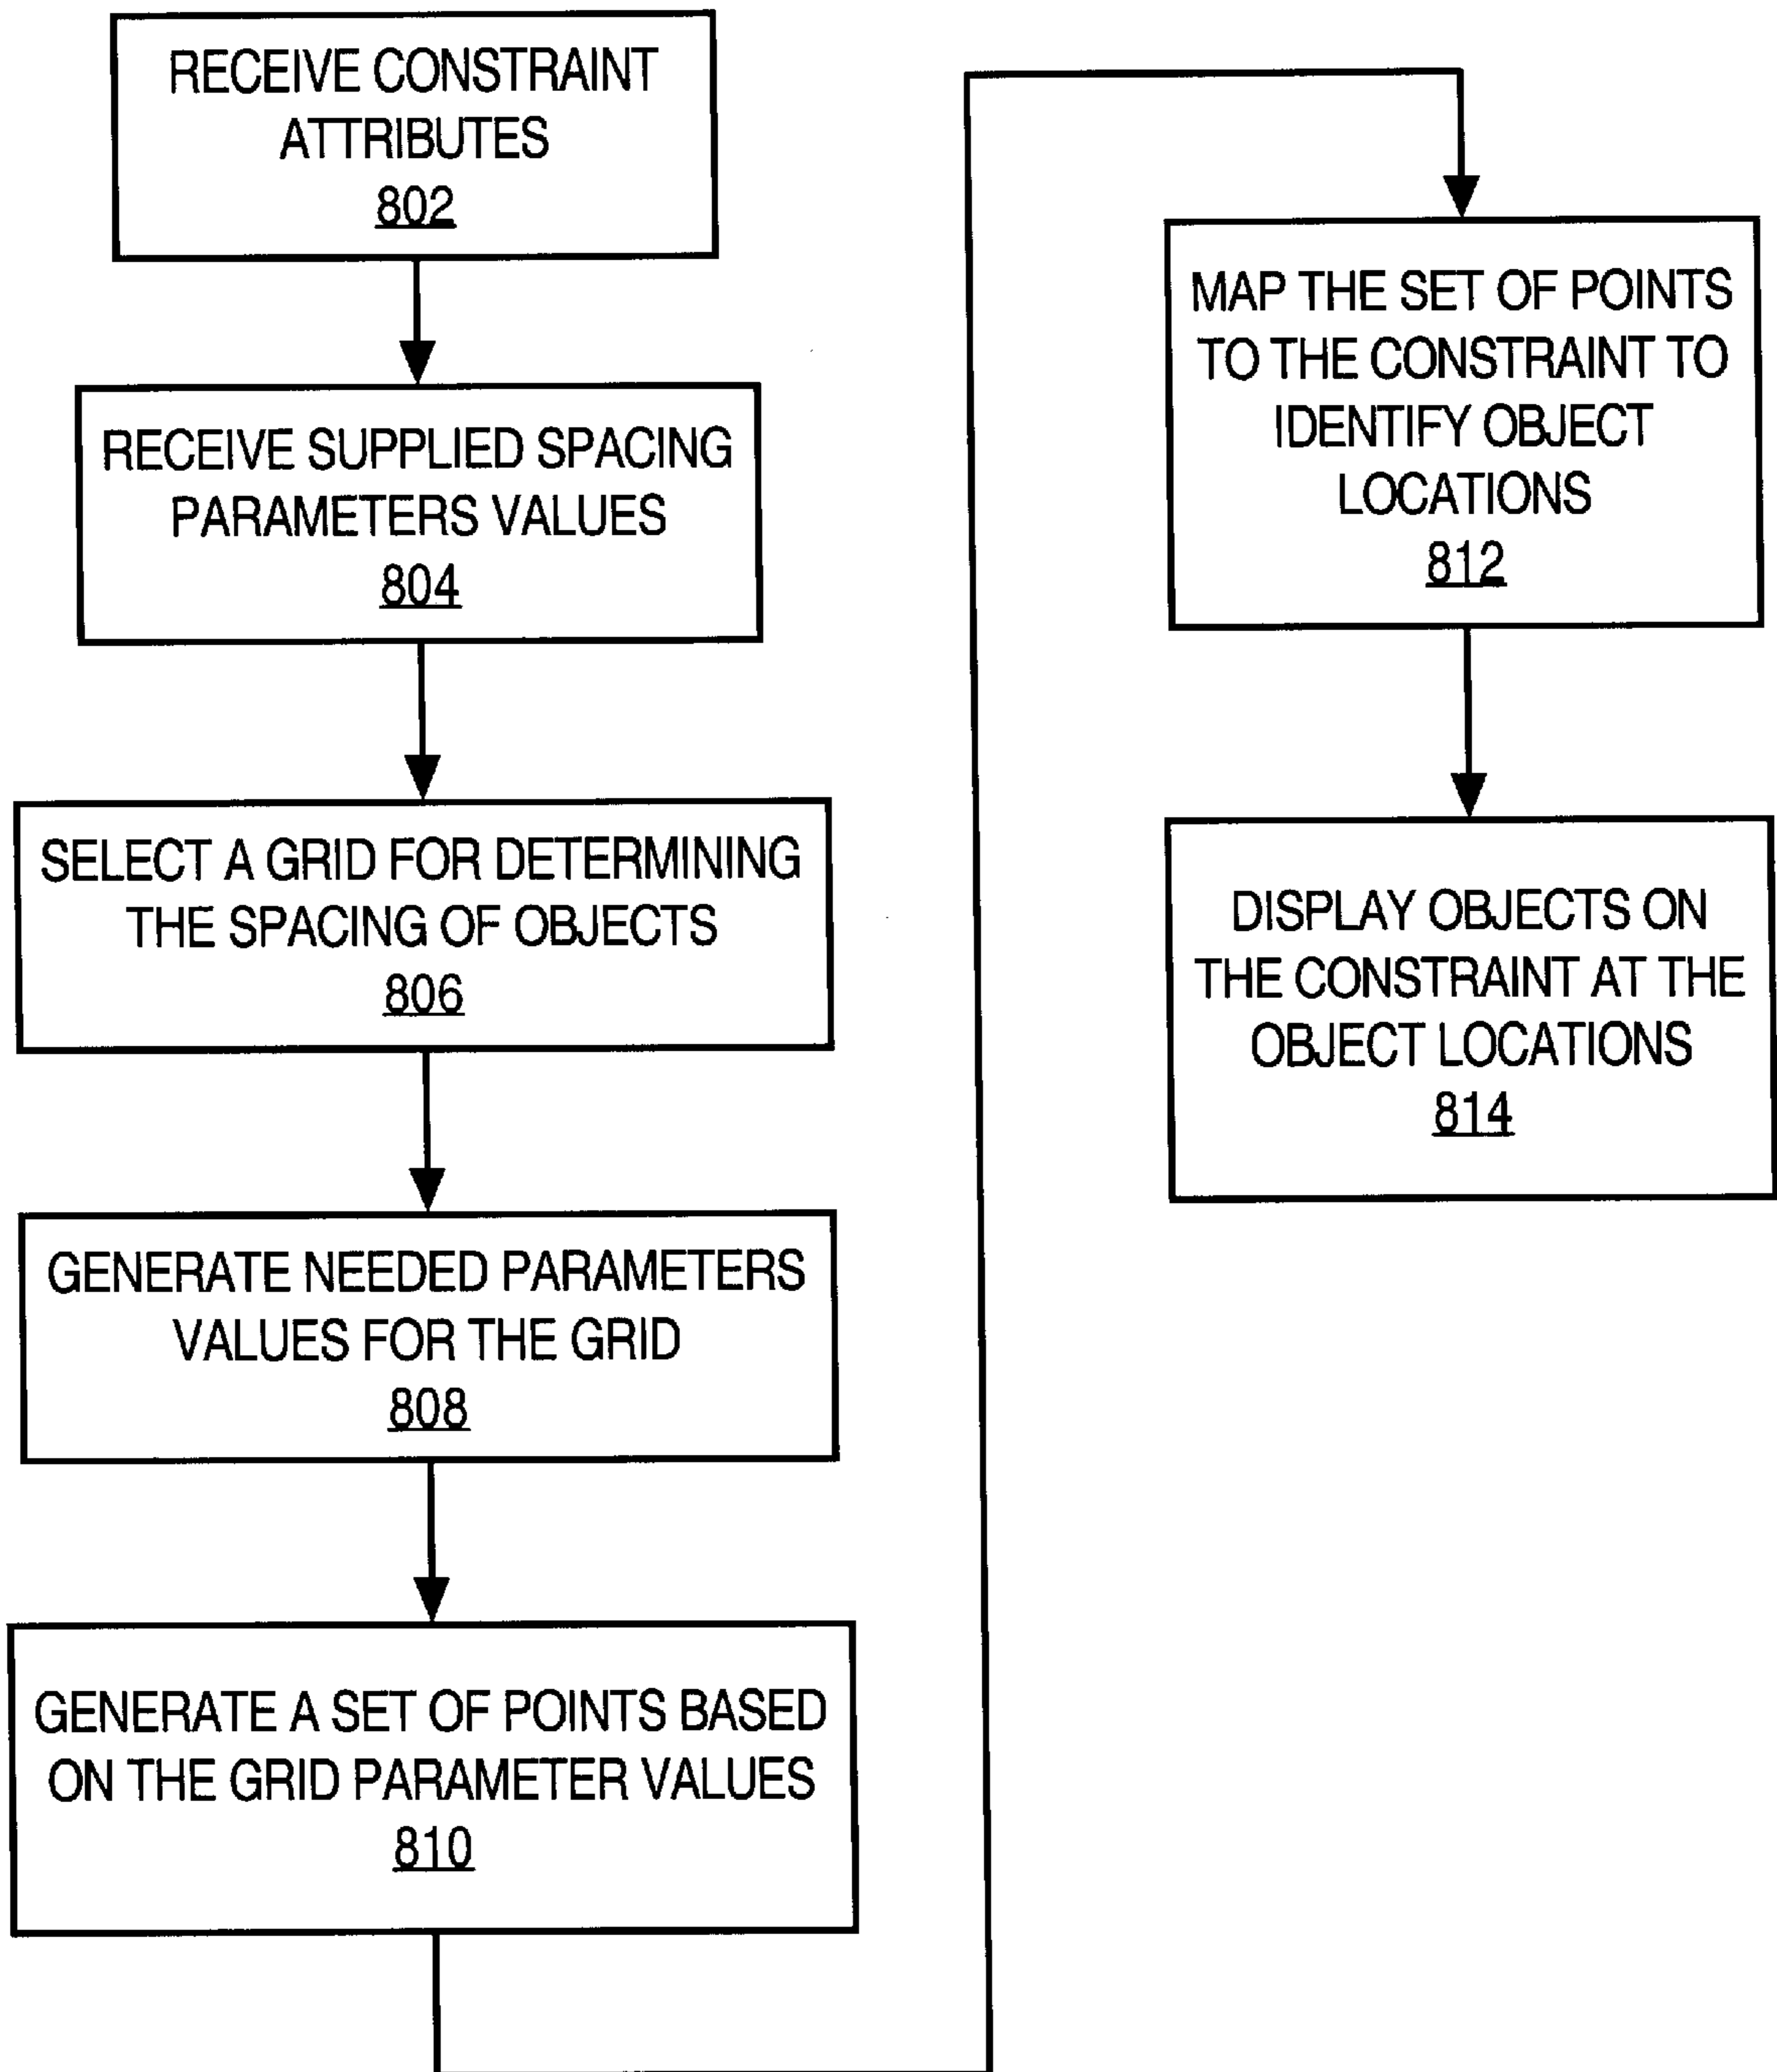 RECEIVE CONSTRAINT
ATTRIBUTES
802
RECEIVE SUPPLIED SPACING
PARAMETERS VALUES
804
SELECT A GRID FOR DETERMINING
THE SPACING OF OBJECTS
806
GENERATE NEEDED PARAMETERS
VALUES FOR THE GRID
808
GENERATE A SET OF POINTS BASED
ON THE GRID PARAMETER VALUES
810
MAP THE SET OF POINTS
TO THE CONSTRAINT TO
IDENTIFY OBJECT
LOCATIONS
812
DISPLAY OBJECTS ON
THE CONSTRAINT AT THE
OBJECT LOCATIONS
814